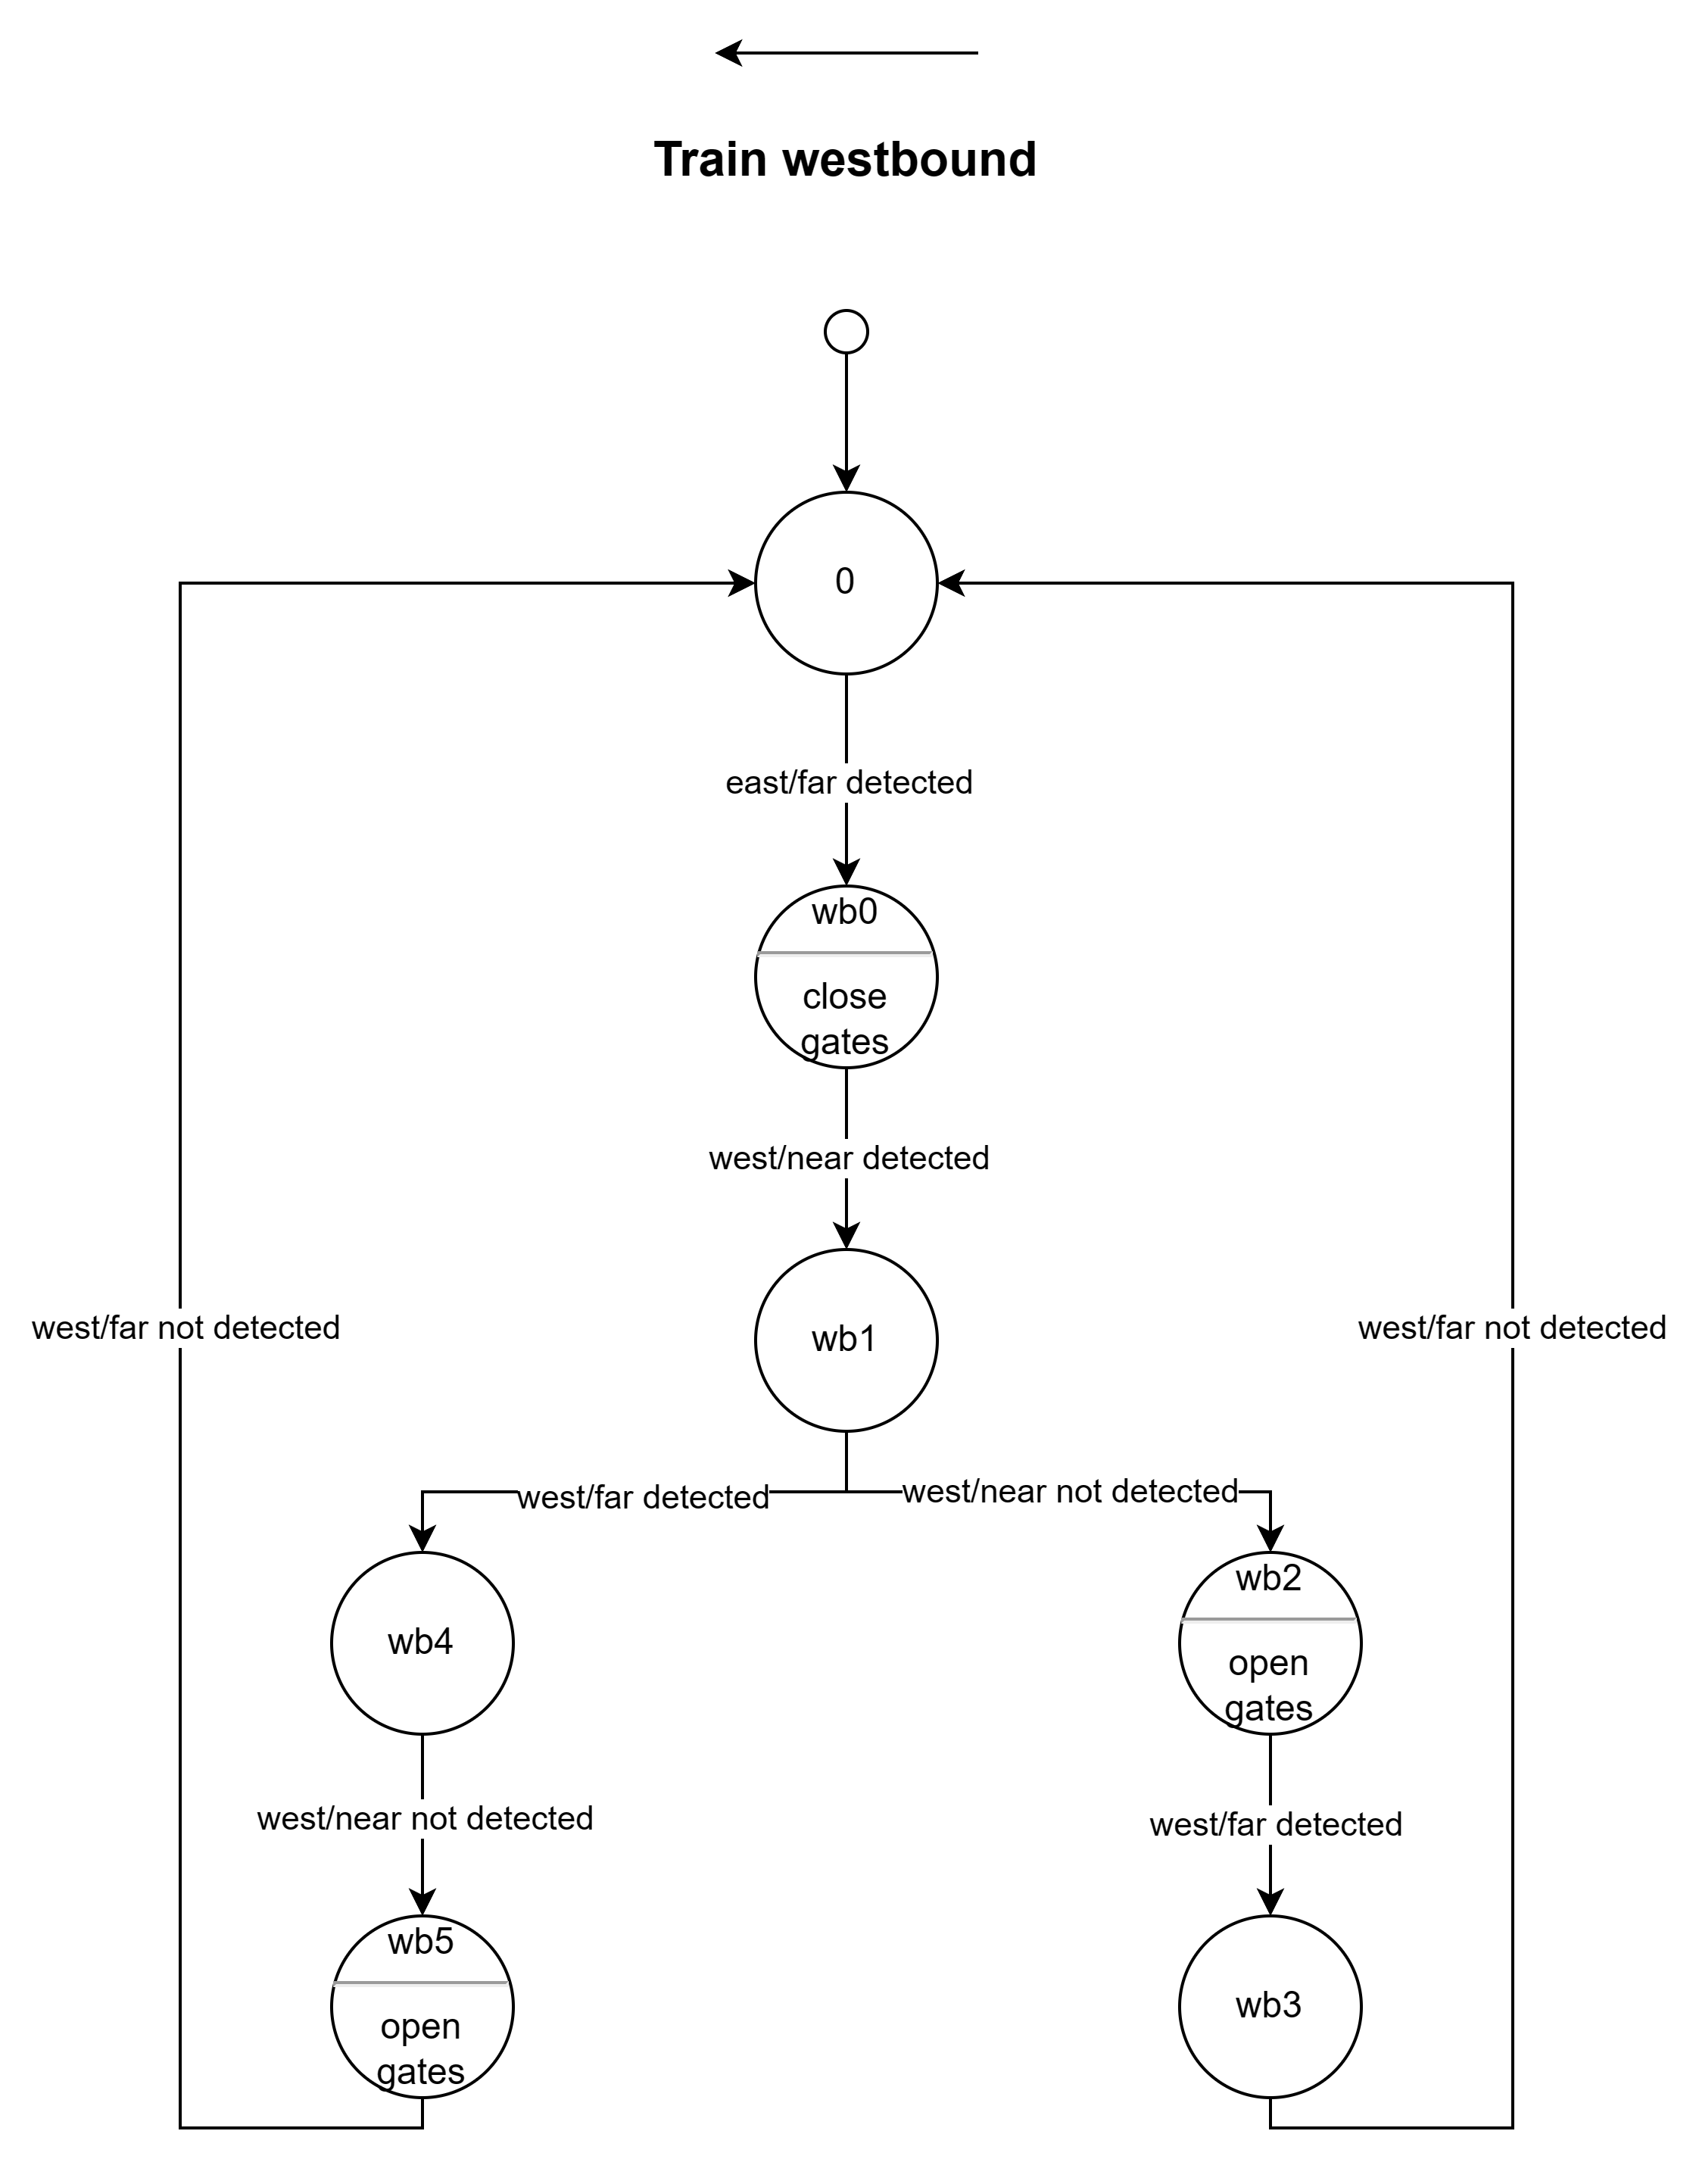 Train westbound
0
east/far detected
wb0
close
gates
west/near detected
wb1
west/far not detected
west/far not detected
west/far detected
west/near not detected
wb4
wb2
open
gates
west/near not detected
west/far detected
wb5
open
gates
wb3